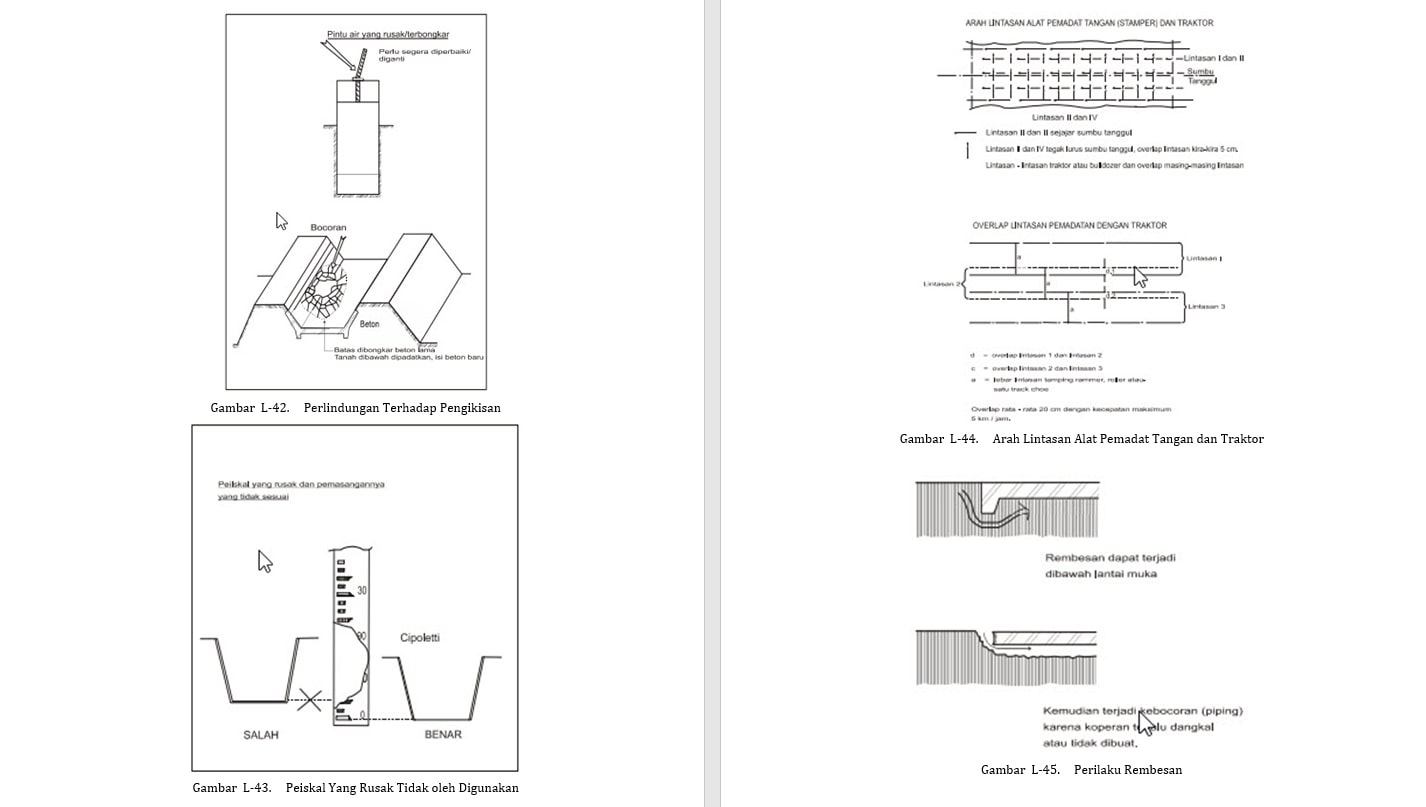 Pintu air yang rusak/terbongkar
Perlu segera diperbaiki/
diganti
Bocoran
Beton
Batas dibongkar beton lama
Tanah dibawah dipadatkan, isi beton baru
Gambar L-42. Perlindungan Terhadap Pengikisan
Peilskal yang rusak dan pemasangannya
yang tidak sesuai
30
0
Cipoletti
SALAH
BENAR
Gambar L-43. Peiskal Yang Rusak Tidak oleh Digunakan
ARAH LINTASAN ALAT PEMADAT TANGAN (STAMPER) DAN TRAKTOR
Lintasan I dan II
Sumbu
Tanggul
Lintasan II dan IV
Lintasan II dan II sejajar sumbu tanggul
Lintasan II dan IV tegak lurus sumbu tanggul, overlap lintasan kira-kira 5 cm.
Lintasan - lintasan traktor atau bulldozer dan overlap masing-masing lintasan
OVERLAP LINTASAN PEMADATAN DENGAN TRAKTOR
Lintasan 1
a
Lintasan 2
a
a
Lintasan 3
d = overlap lintasan 1 dan lintasan 2
c = overlap lintasan 2 dan lintasan 3
a = lebar lintasan tamping rammer, roller atau
satu track choe
Overlap rata - rata 20 cm dengan kecepatan maksimum
5 km / jam.
Gambar L-44. Arah Lintasan Alat Pemadat Tangan dan Traktor
Rembesan dapat terjadi
dibawah lantai muka
Kemudian terjadi kebocoran (piping)
karena koperan dangkal
atau tidak dibuat.
Gambar L-45. Perilaku Rembesan